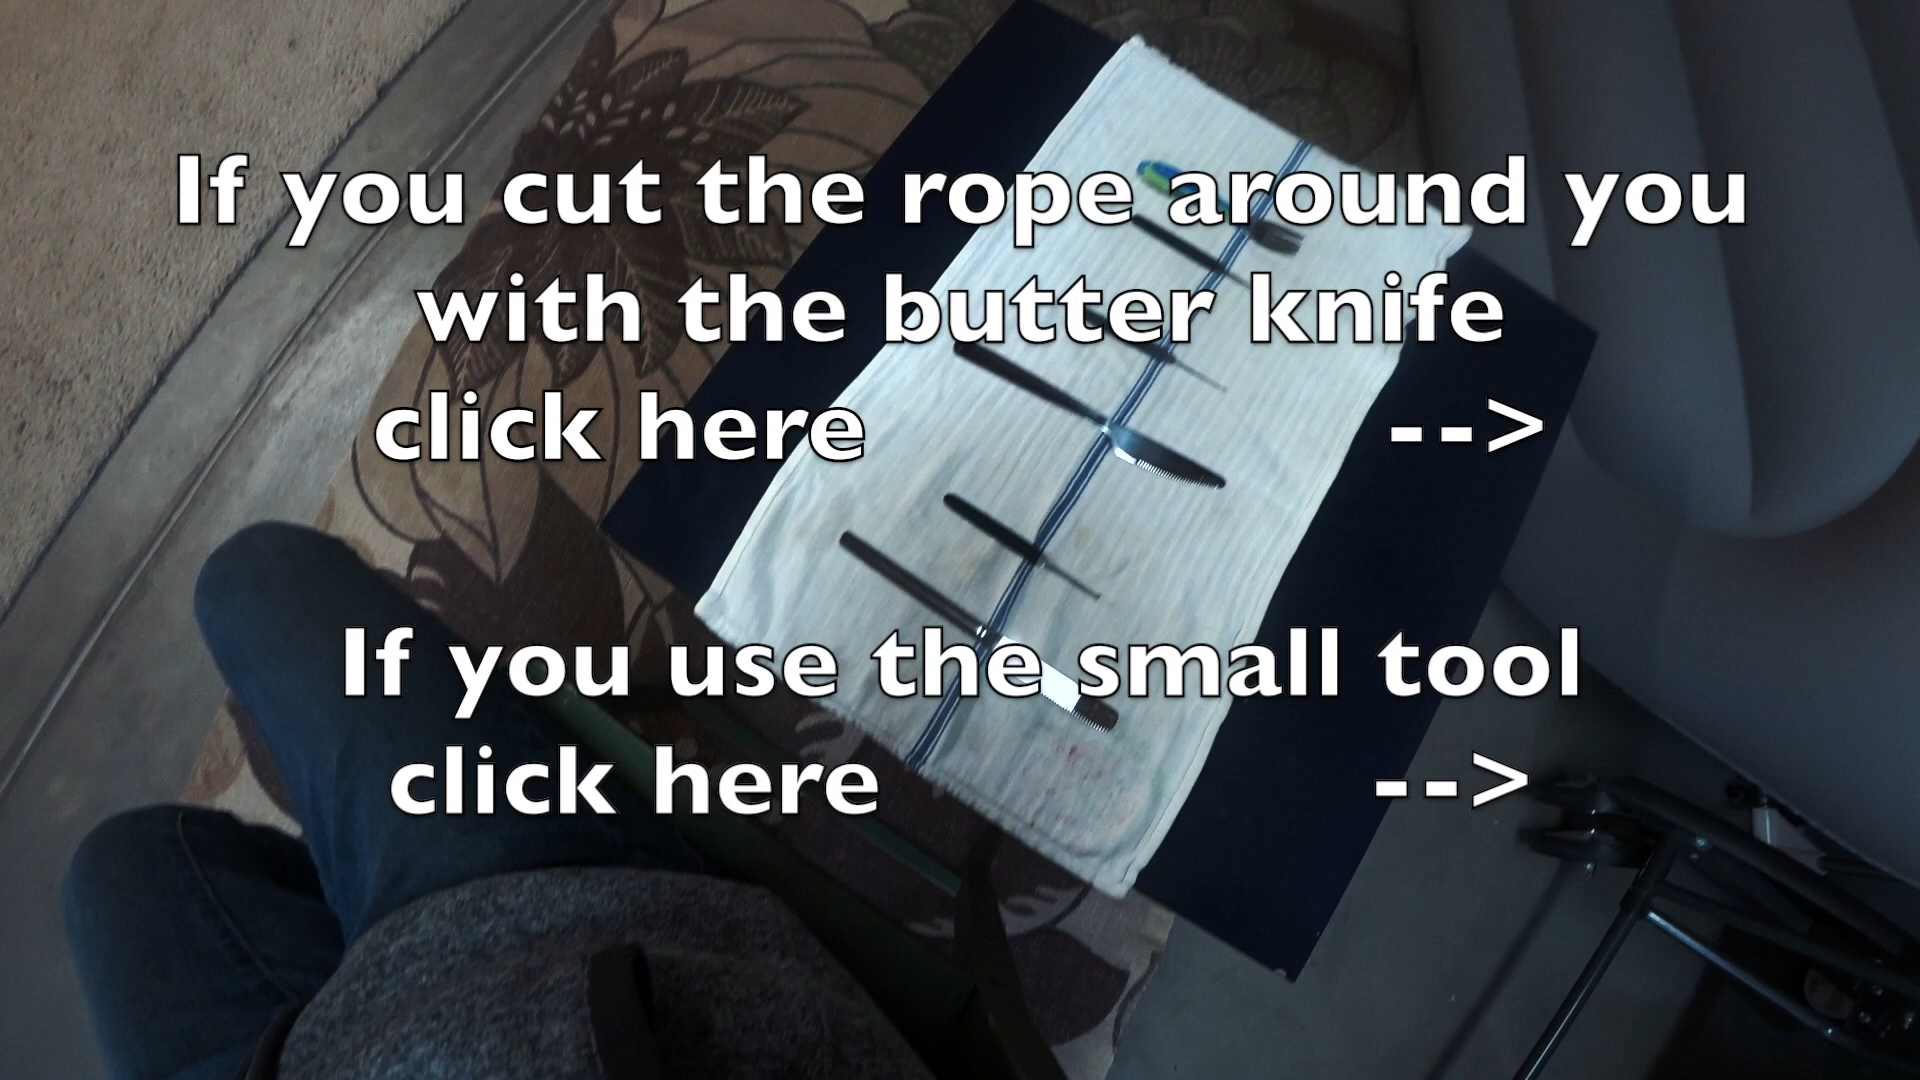 If you cut the rope around you
with the butter knife
click here -->
If you use the small tool
click here -->